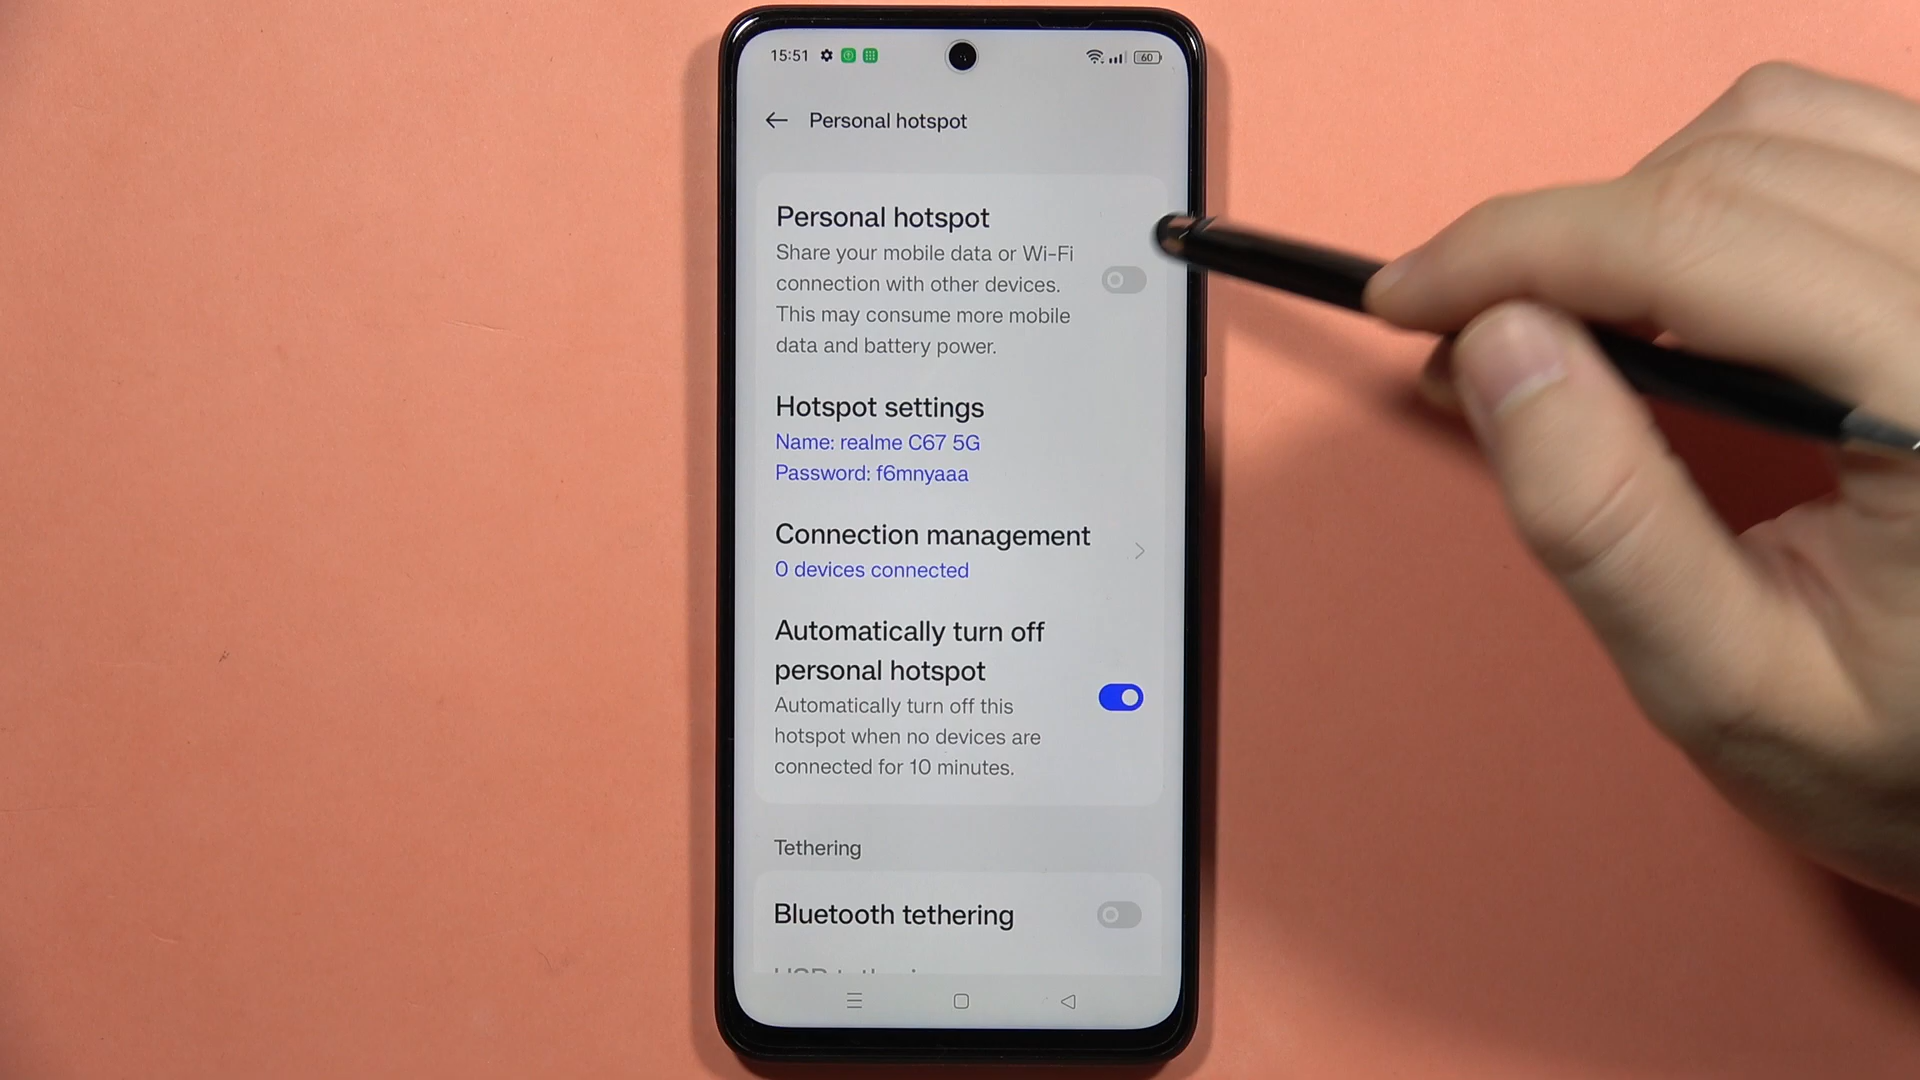 15:51
60
Personal hotspot
Personal hotspot
Share your mobile data or Wi-Fi
connection with other devices.
This may consume more mobile
data and battery power.
Hotspot settings
Name: realme C67 5G
Password: f6mnyaaa
Connection management
0 devices connected
Automatically turn off
personal hotspot
Automatically turn off this
hotspot when no devices are
connected for 10 minutes.
Tethering
Bluetooth tethering